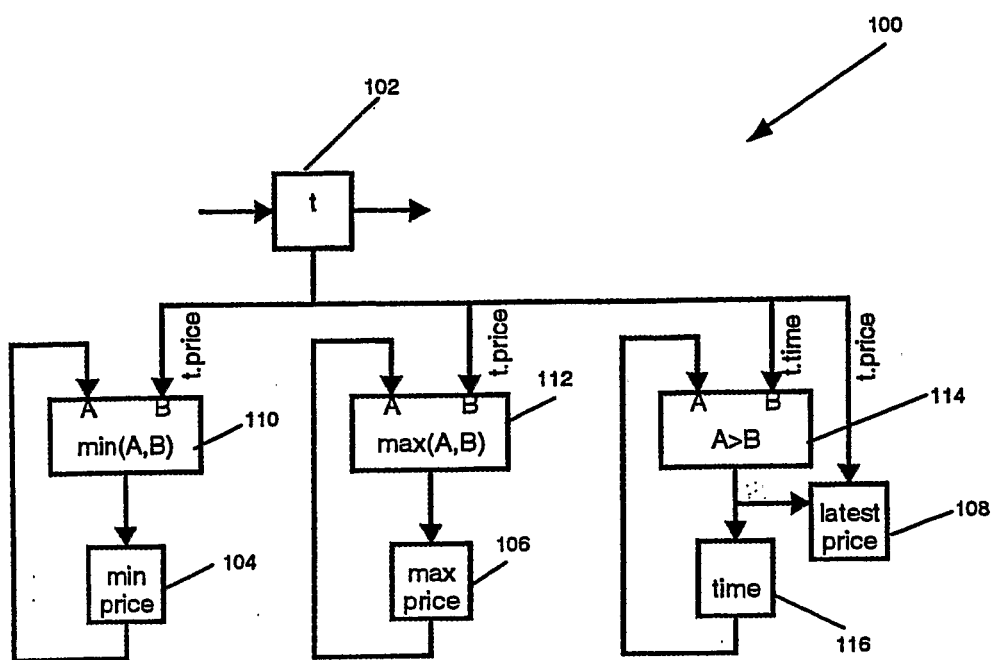 100
102
t
t.price
t.price
t.time
t.price
A B
min(A,B)
110
A B
max(A,B)
112
A B
A>B
114
min
price
104
max
price
106
time
116
latest
price
108